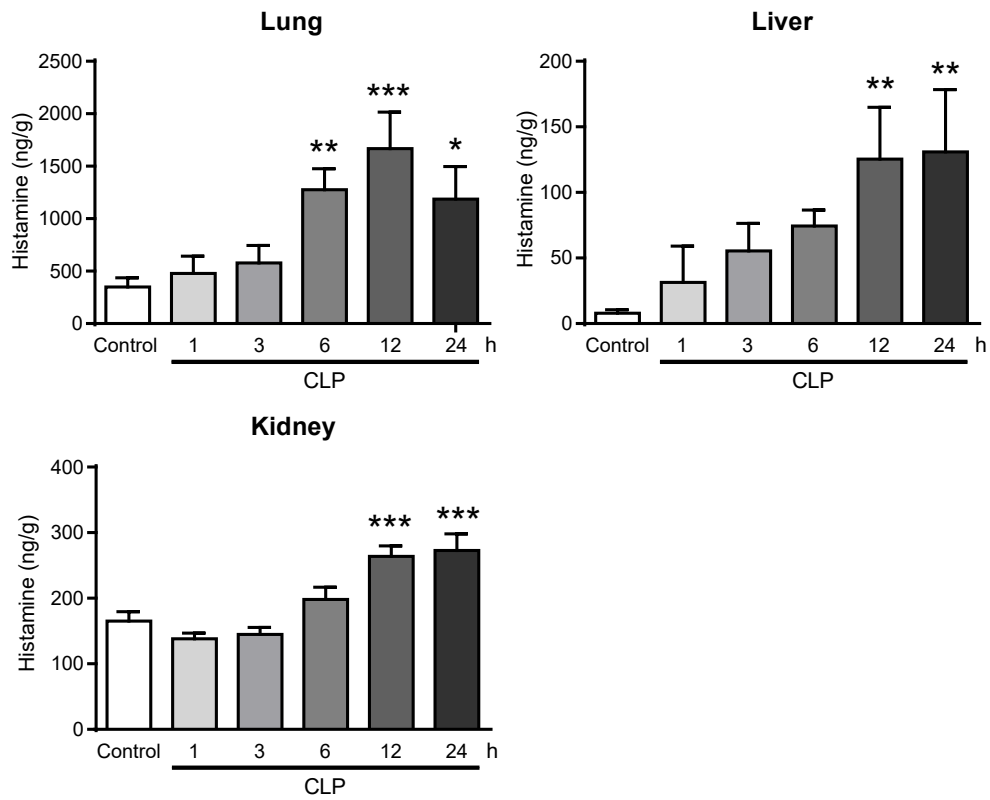 Lung
Histamine (ng/g)
2500
2000
1500
1000
500
0
** *** *
Control 1 3 6 12 24 h
CLP
Liver
Histamine (ng/g)
200
150
100
50
0
** **
Control 1 3 6 12 24 h
CLP
Kidney
Histamine (ng/g)
400
300
200
100
0
*** ***
Control 1 3 6 12 24 h
CLP